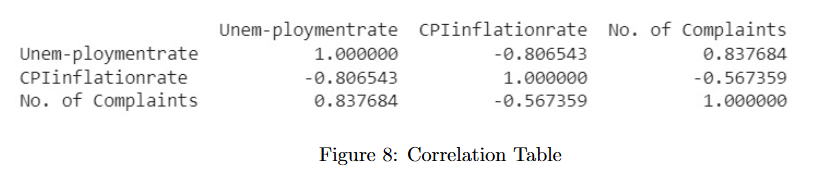 Unem-ploymentrate CPIinflationrate No. of Complaints
Unem-ploymentrate 1.000000 -0.806543 0.837684
CPIinflationrate -0.806543 1.000000 -0.567359
No. of Complaints 0.837684 -0.567359 1.000000
Figure 8: Correlation Table